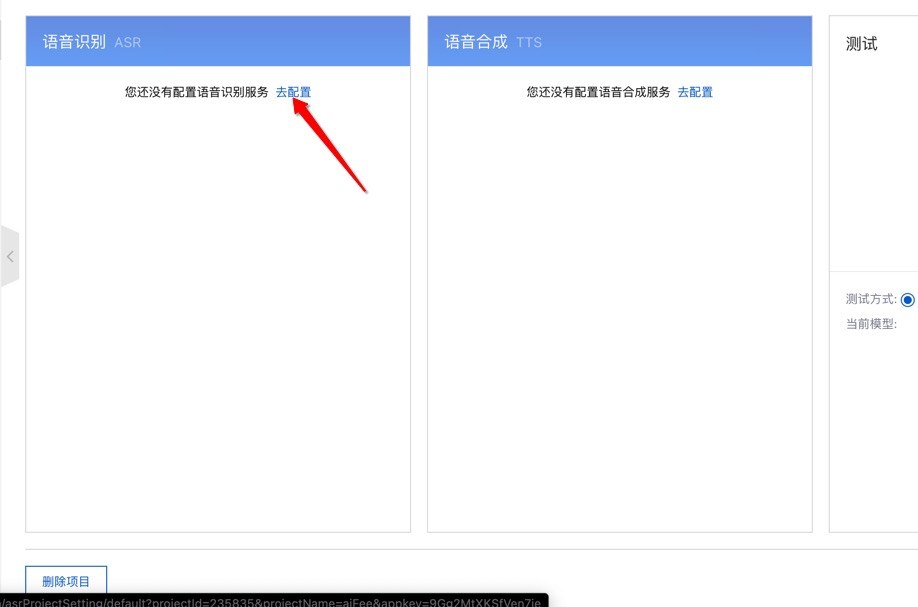 语音识别 ASR
您还没有配置语音识别服务 去配置
语音合成 TTS
您还没有配置语音合成服务 去配置
测试
测试方式:
当前模型:
删除项目
/asrProjectSetting/default?projectId=235835&projectName=aiFee&appkey=9Gg2MtXKSfVen7ie